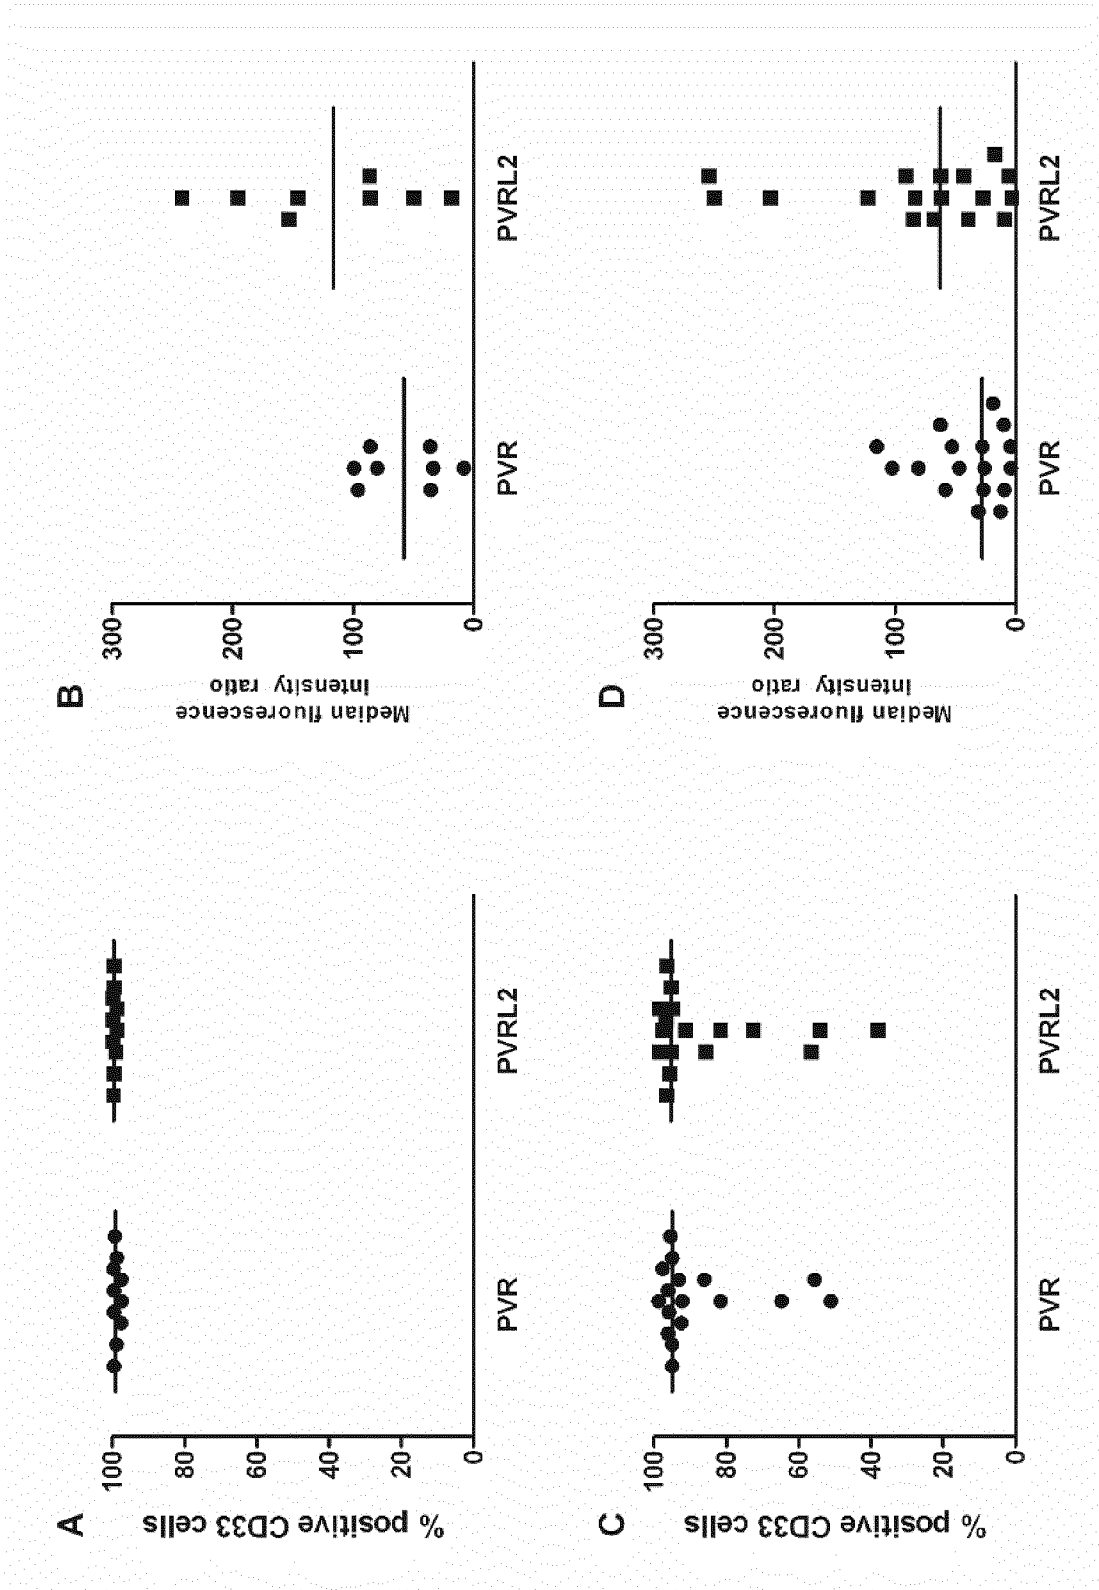 A
% positive CD33 cells
100
80
60
40
20
0
PVR
PVRL2
B
Median fluorescence
intensity ratio
300
200
100
0
PVR
PVRL2
C
% positive CD33 cells
100
80
60
40
20
0
PVR
PVRL2
D
Median fluorescence
intensity ratio
300
200
100
0
PVR
PVRL2